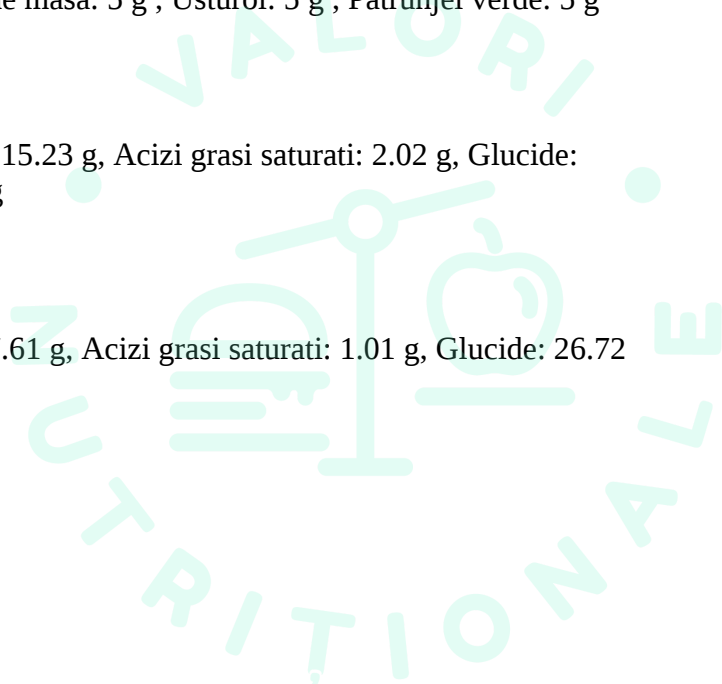 e masa: 5 g , Usturoi: 5 g , Patrunjel verde: 5 g
15.23 g, Acizi grasi saturati: 2.02 g, Glucide:
g
.61 g, Acizi grasi saturati: 1.01 g, Glucide: 26.72
VALORI
NUTRITIONALE